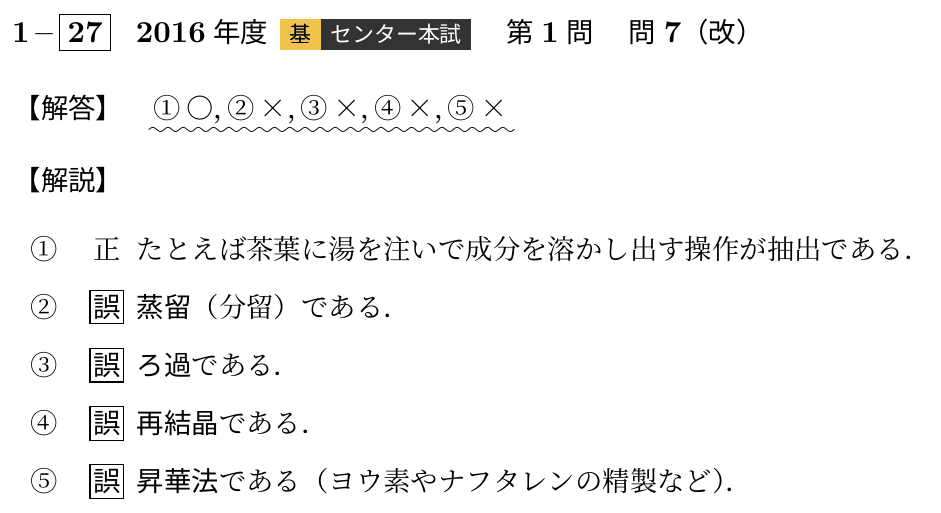 1－27 2016年度 基 センター本試 第1問 問7（改）
【解答】 ①〇,②×,③×,④×,⑤×
【解説】
① 正 たとえば茶葉に湯を注いで成分を溶かし出す操作が抽出である．
② 誤 蒸留（分留）である．
③ 誤 ろ過である．
④ 誤 再結晶である．
⑤ 誤 昇華法である（ヨウ素やナフタレンの精製など）．